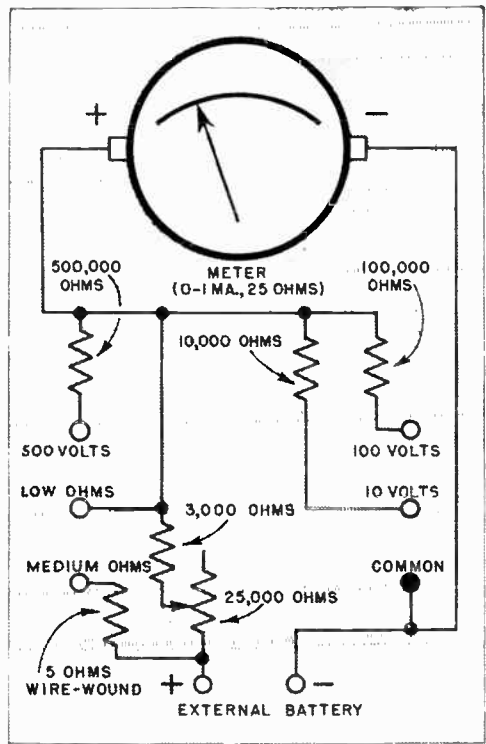 +
−
500,000
OHMS
METER
(0-1 MA., 25 OHMS)
100,000
OHMS
10,000
OHMS
500 VOLTS
100 VOLTS
LOW OHMS
3,000 OHMS
10 VOLTS
MEDIUM OHMS
COMMON
25,000 OHMS
5 OHMS
WIRE-WOUND
+
−
EXTERNAL BATTERY